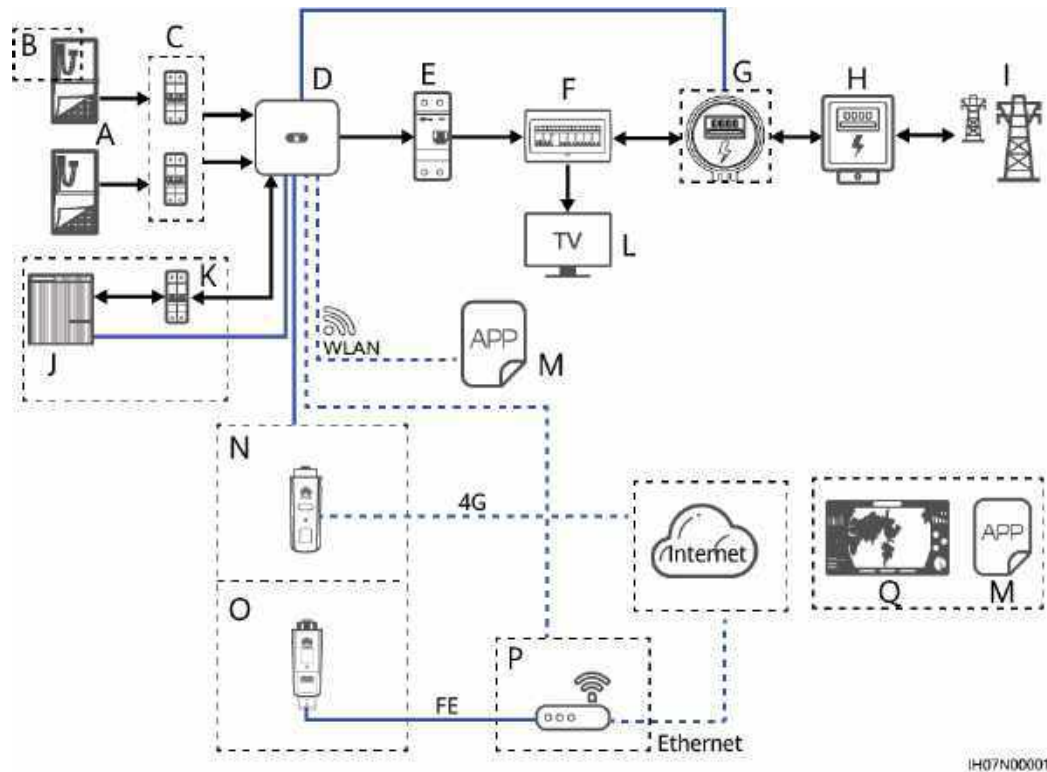 B
C
D
E
F
G
H
I
A
TV
L
K
J
WLAN
APP
M
N
4G
Internet
APP
Q
M
O
P
FE
Ethernet
IH07N00001